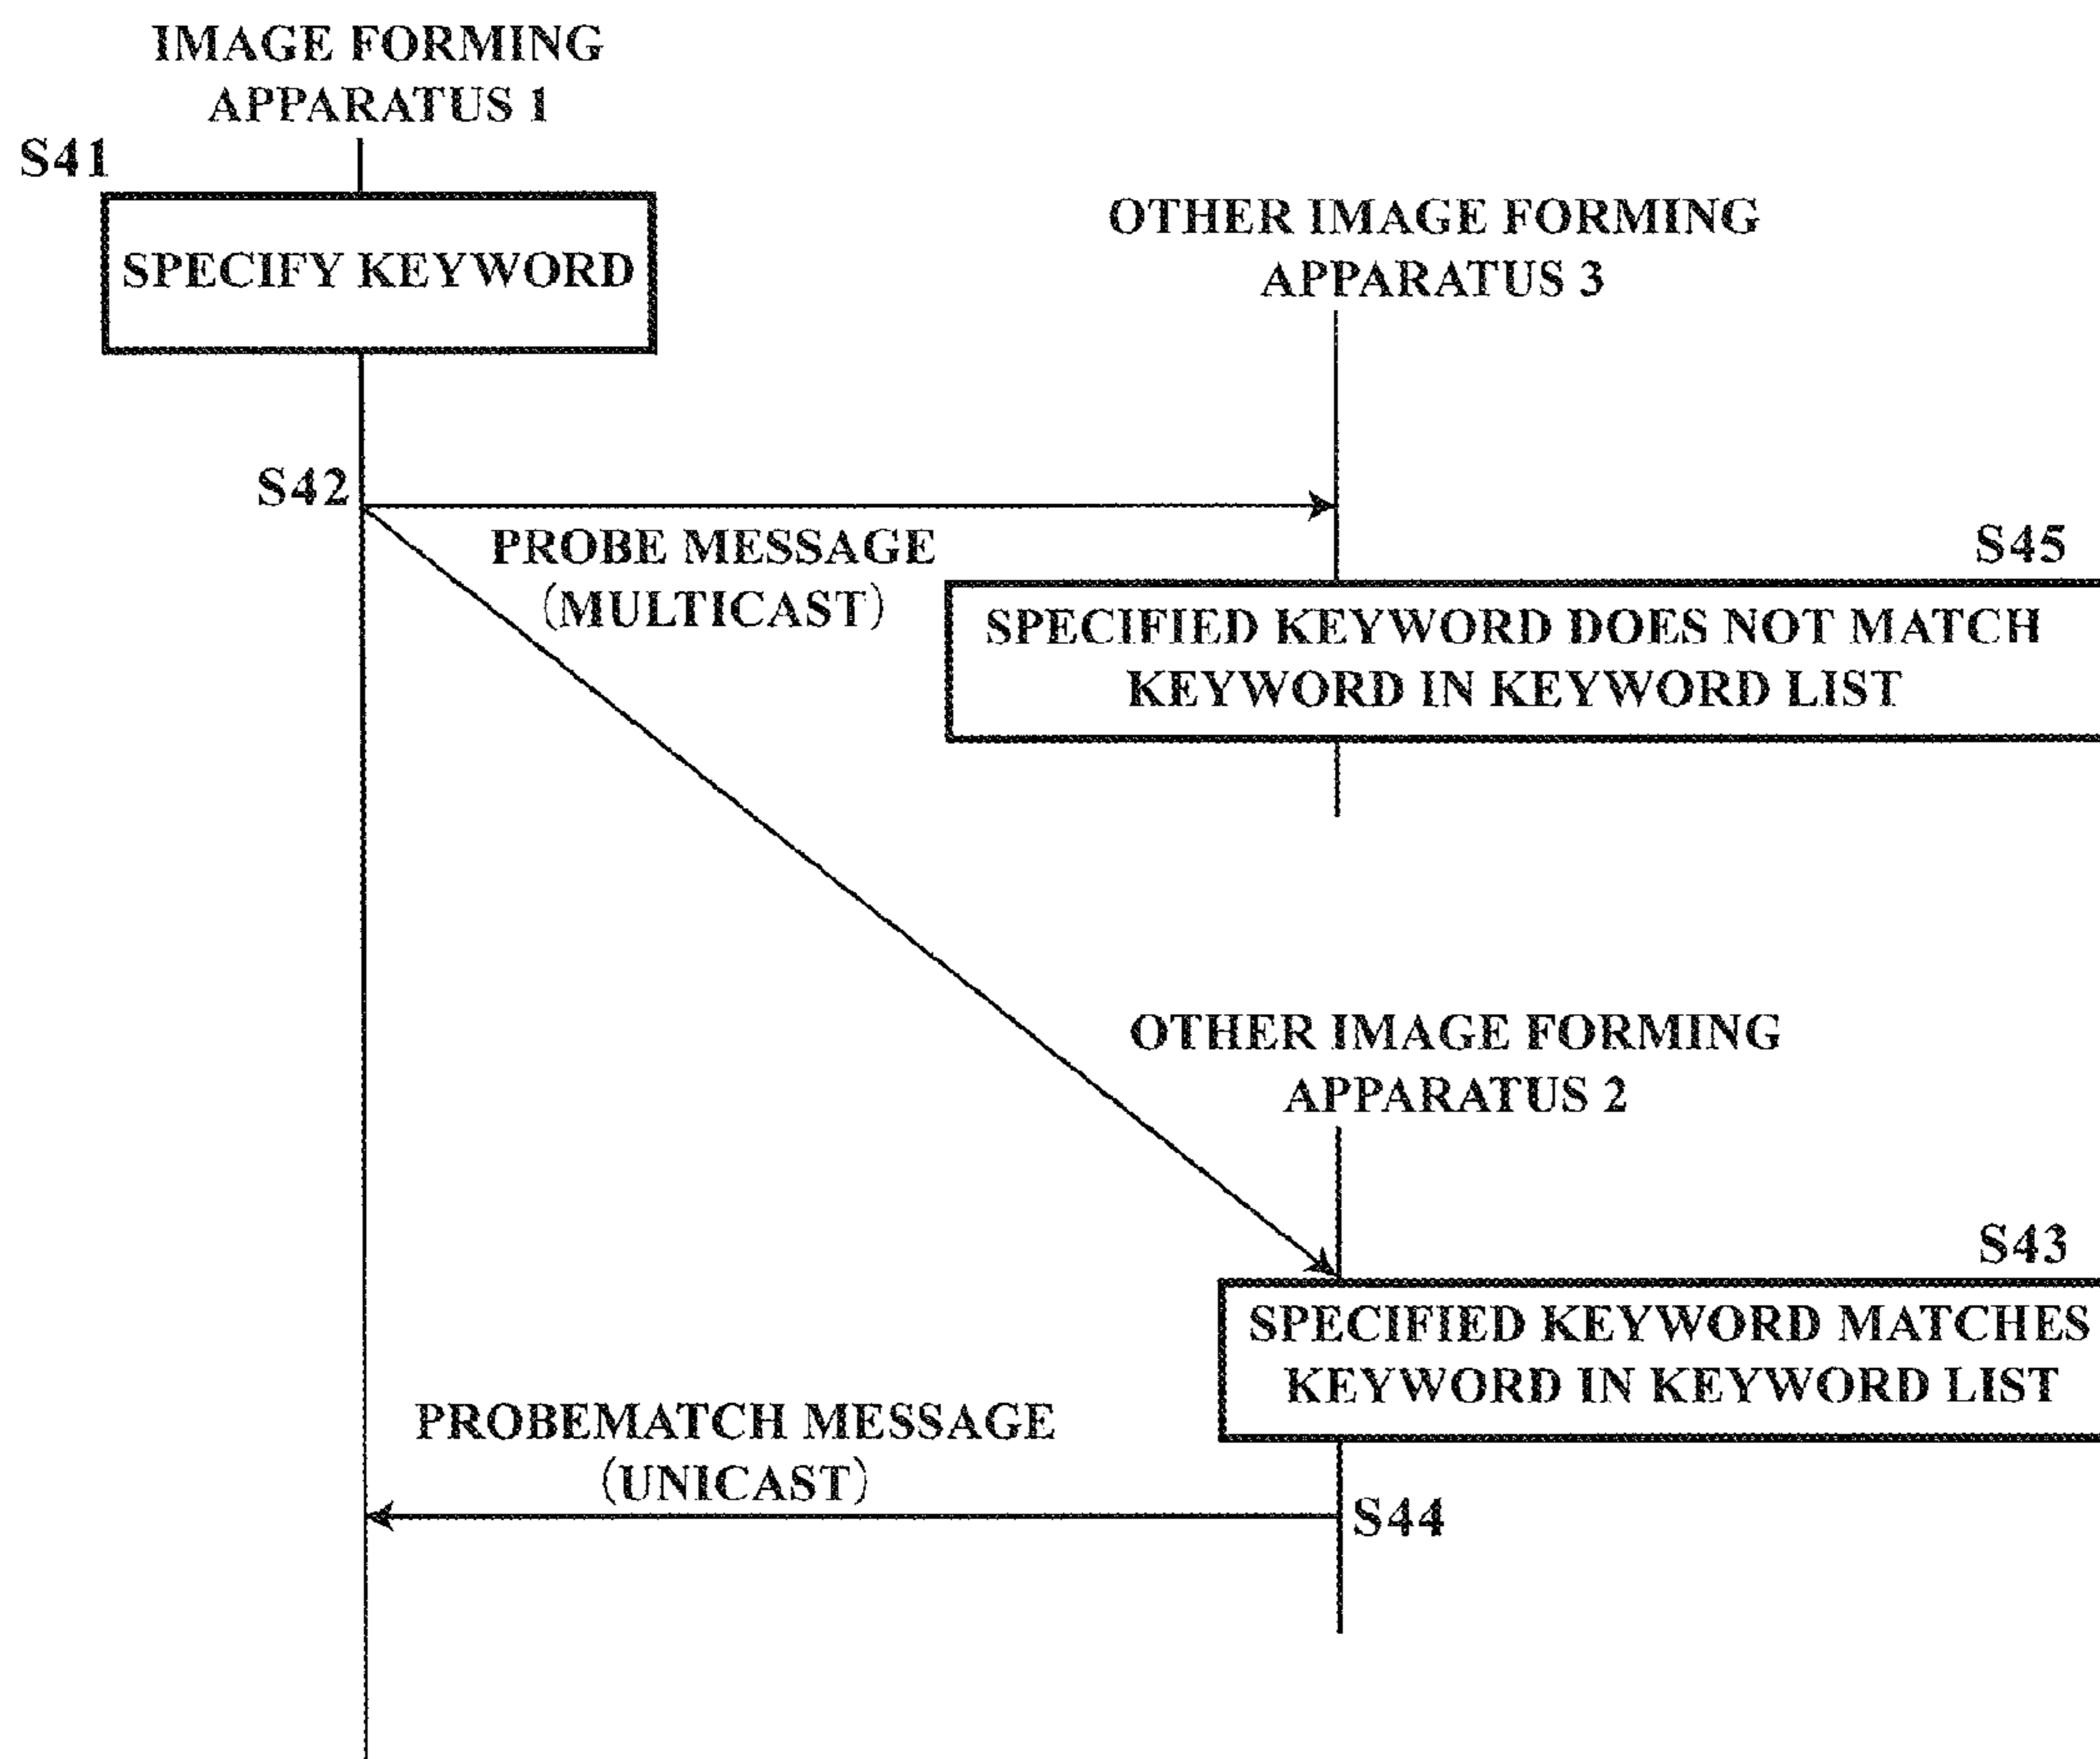 IMAGE FORMING
APPARATUS 1
S41
SPECIFY KEYWORD
OTHER IMAGE FORMING
APPARATUS 3
S42
PROBE MESSAGE
(MULTICAST)
S45
SPECIFIED KEYWORD DOES NOT MATCH
KEYWORD IN KEYWORD LIST
OTHER IMAGE FORMING
APPARATUS 2
S43
SPECIFIED KEYWORD MATCHES
KEYWORD IN KEYWORD LIST
PROBEMATCH MESSAGE
(UNICAST)
S44